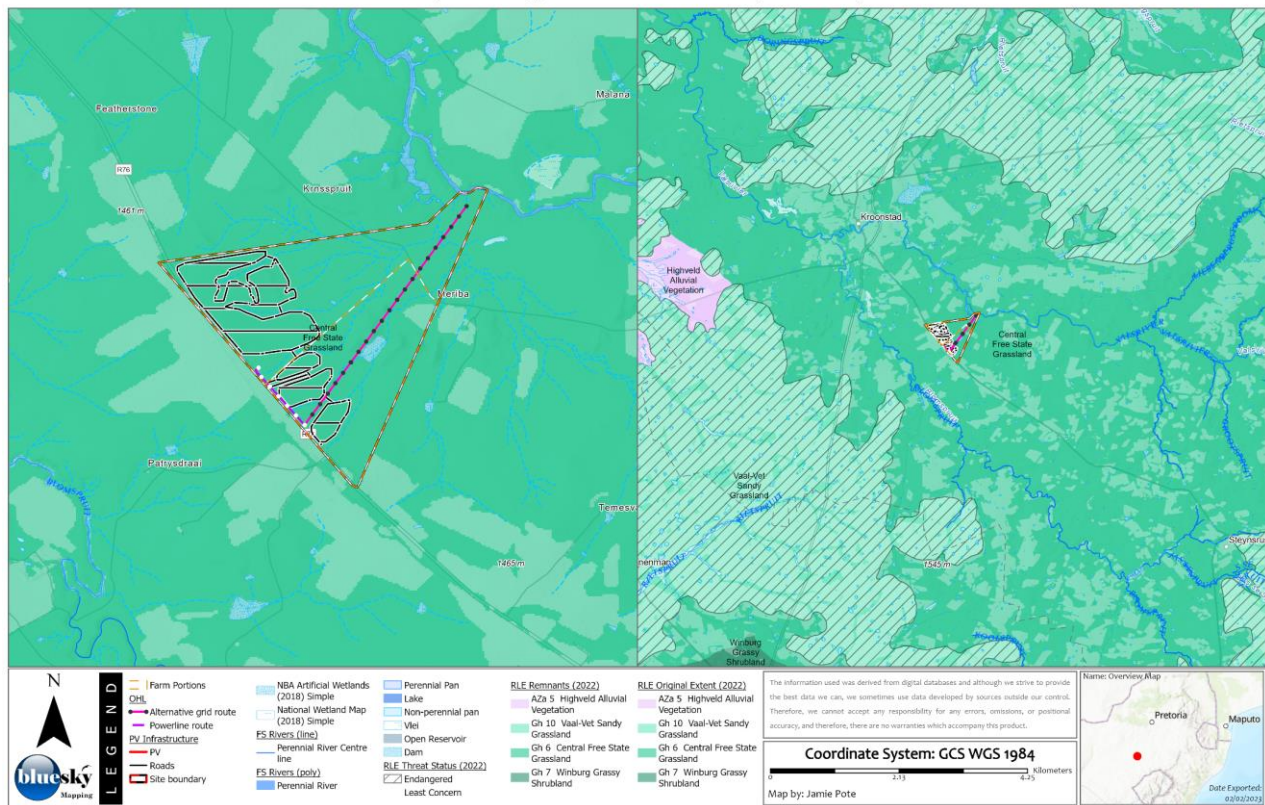 Featherstone
Malana
R76
Kinsspruit
1461 m
Meriba
Central
Free State
Grassland
Patrysdraai
BLOMSPRUIT
Temesva
1465 m
Kroonstad
Highveld
Alluvial
Vegetation
Central
Free State
Grassland
Vaal-Vet
Sandy
Grassland
nenman
1545 m
Steynsru
Winburg
Grassy
Shrubland
N
bluesky
Mapping
LEGEND
Farm Portions
OHL
Alternative grid route
Powerline route
PV Infrastructure
PV
Roads
Site boundary
NBA Artificial Wetlands
(2018) Simple
National Wetland Map
(2018) Simple
FS Rivers (line)
Perennial River Centre
line
FS Rivers (poly)
Perennial River
Perennial Pan
Lake
Non-perennial pan
Vlei
Open Reservoir
Dam
RLE Threat Status (2022)
Endangered
Least Concern
RLE Remnants (2022)
AZa 5 Highveld Alluvial
Vegetation
Gh 10 Vaal-Vet Sandy
Grassland
Gh 6 Central Free State
Grassland
Gh 7 Winburg Grassy
Shrubland
RLE Original Extent (2022)
AZa 5 Highveld Alluvial
Vegetation
Gh 10 Vaal-Vet Sandy
Grassland
Gh 6 Central Free State
Grassland
Gh 7 Winburg Grassy
Shrubland
The information used was derived from digital databases and although we strive to provide
the best data we can, we sometimes use data developed by sources outside our control.
Therefore, we cannot accept any responsibility for any errors, omissions, or positional
accuracy, and therefore, there are no warranties which accompany this product.
Coordinate System: GCS WGS 1984
0 2.13 4.25 Kilometers
Map by: Jamie Pote
Name: Overview Map
Pretoria
Maputo
Date Exported:
02/02/2023